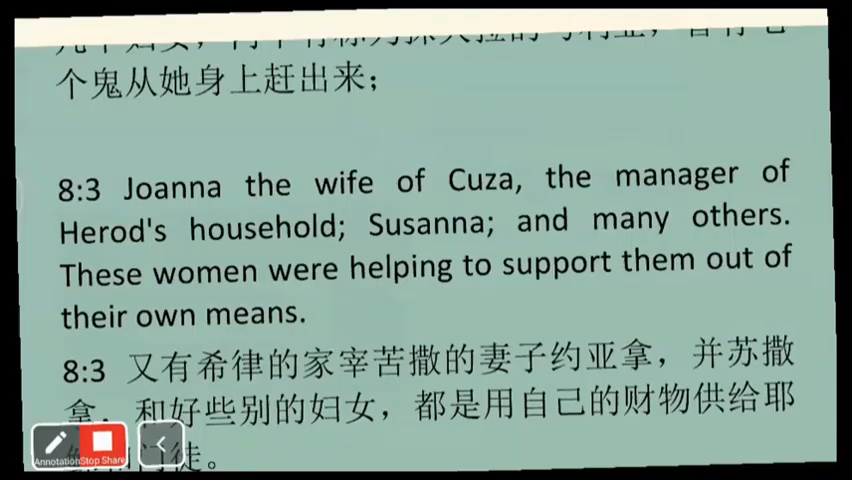 个鬼从她身上赶出来；
8:3 Joanna the wife of Cuza, the manager of
Herod's household; Susanna; and many others.
These women were helping to support them out of
their own means.
8:3 又有希律的家宰苦撒的妻子约亚拿，并苏撒
拿，和好些别的妇女，都是用自己的财物供给耶
门徒。
Annotation
Stop Share